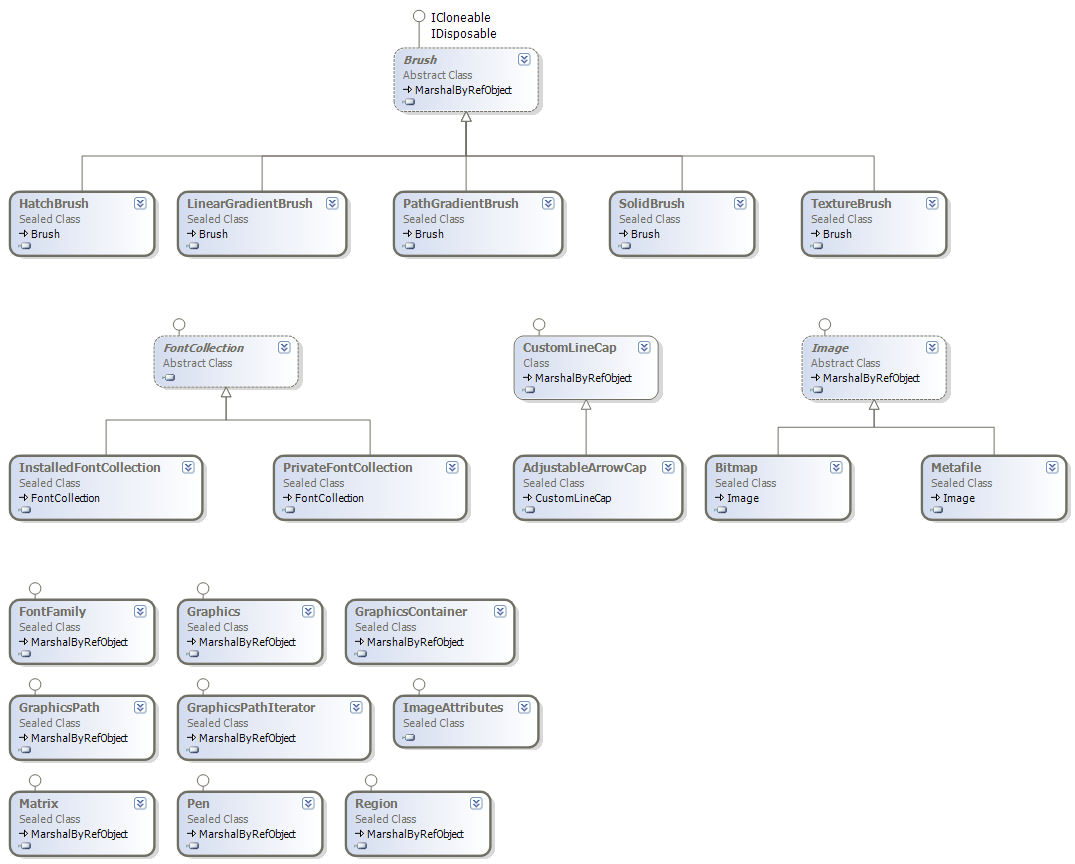 ICloneable
IDisposable
Brush
Abstract Class
MarshalByRefObject
HatchBrush
Sealed Class
Brush
LinearGradientBrush
Sealed Class
Brush
PathGradientBrush
Sealed Class
Brush
SolidBrush
Sealed Class
Brush
TextureBrush
Sealed Class
Brush
FontCollection
Abstract Class
CustomLineCap
Class
MarshalByRefObject
Image
Abstract Class
MarshalByRefObject
InstalledFontCollection
Sealed Class
FontCollection
PrivateFontCollection
Sealed Class
FontCollection
AdjustableArrowCap
Sealed Class
CustomLineCap
Bitmap
Sealed Class
Image
Metafile
Sealed Class
Image
FontFamily
Sealed Class
MarshalByRefObject
Graphics
Sealed Class
MarshalByRefObject
GraphicsContainer
Sealed Class
MarshalByRefObject
GraphicsPath
Sealed Class
MarshalByRefObject
GraphicsPathIterator
Sealed Class
MarshalByRefObject
ImageAttributes
Sealed Class
Matrix
Sealed Class
MarshalByRefObject
Pen
Sealed Class
MarshalByRefObject
Region
Sealed Class
MarshalByRefObject